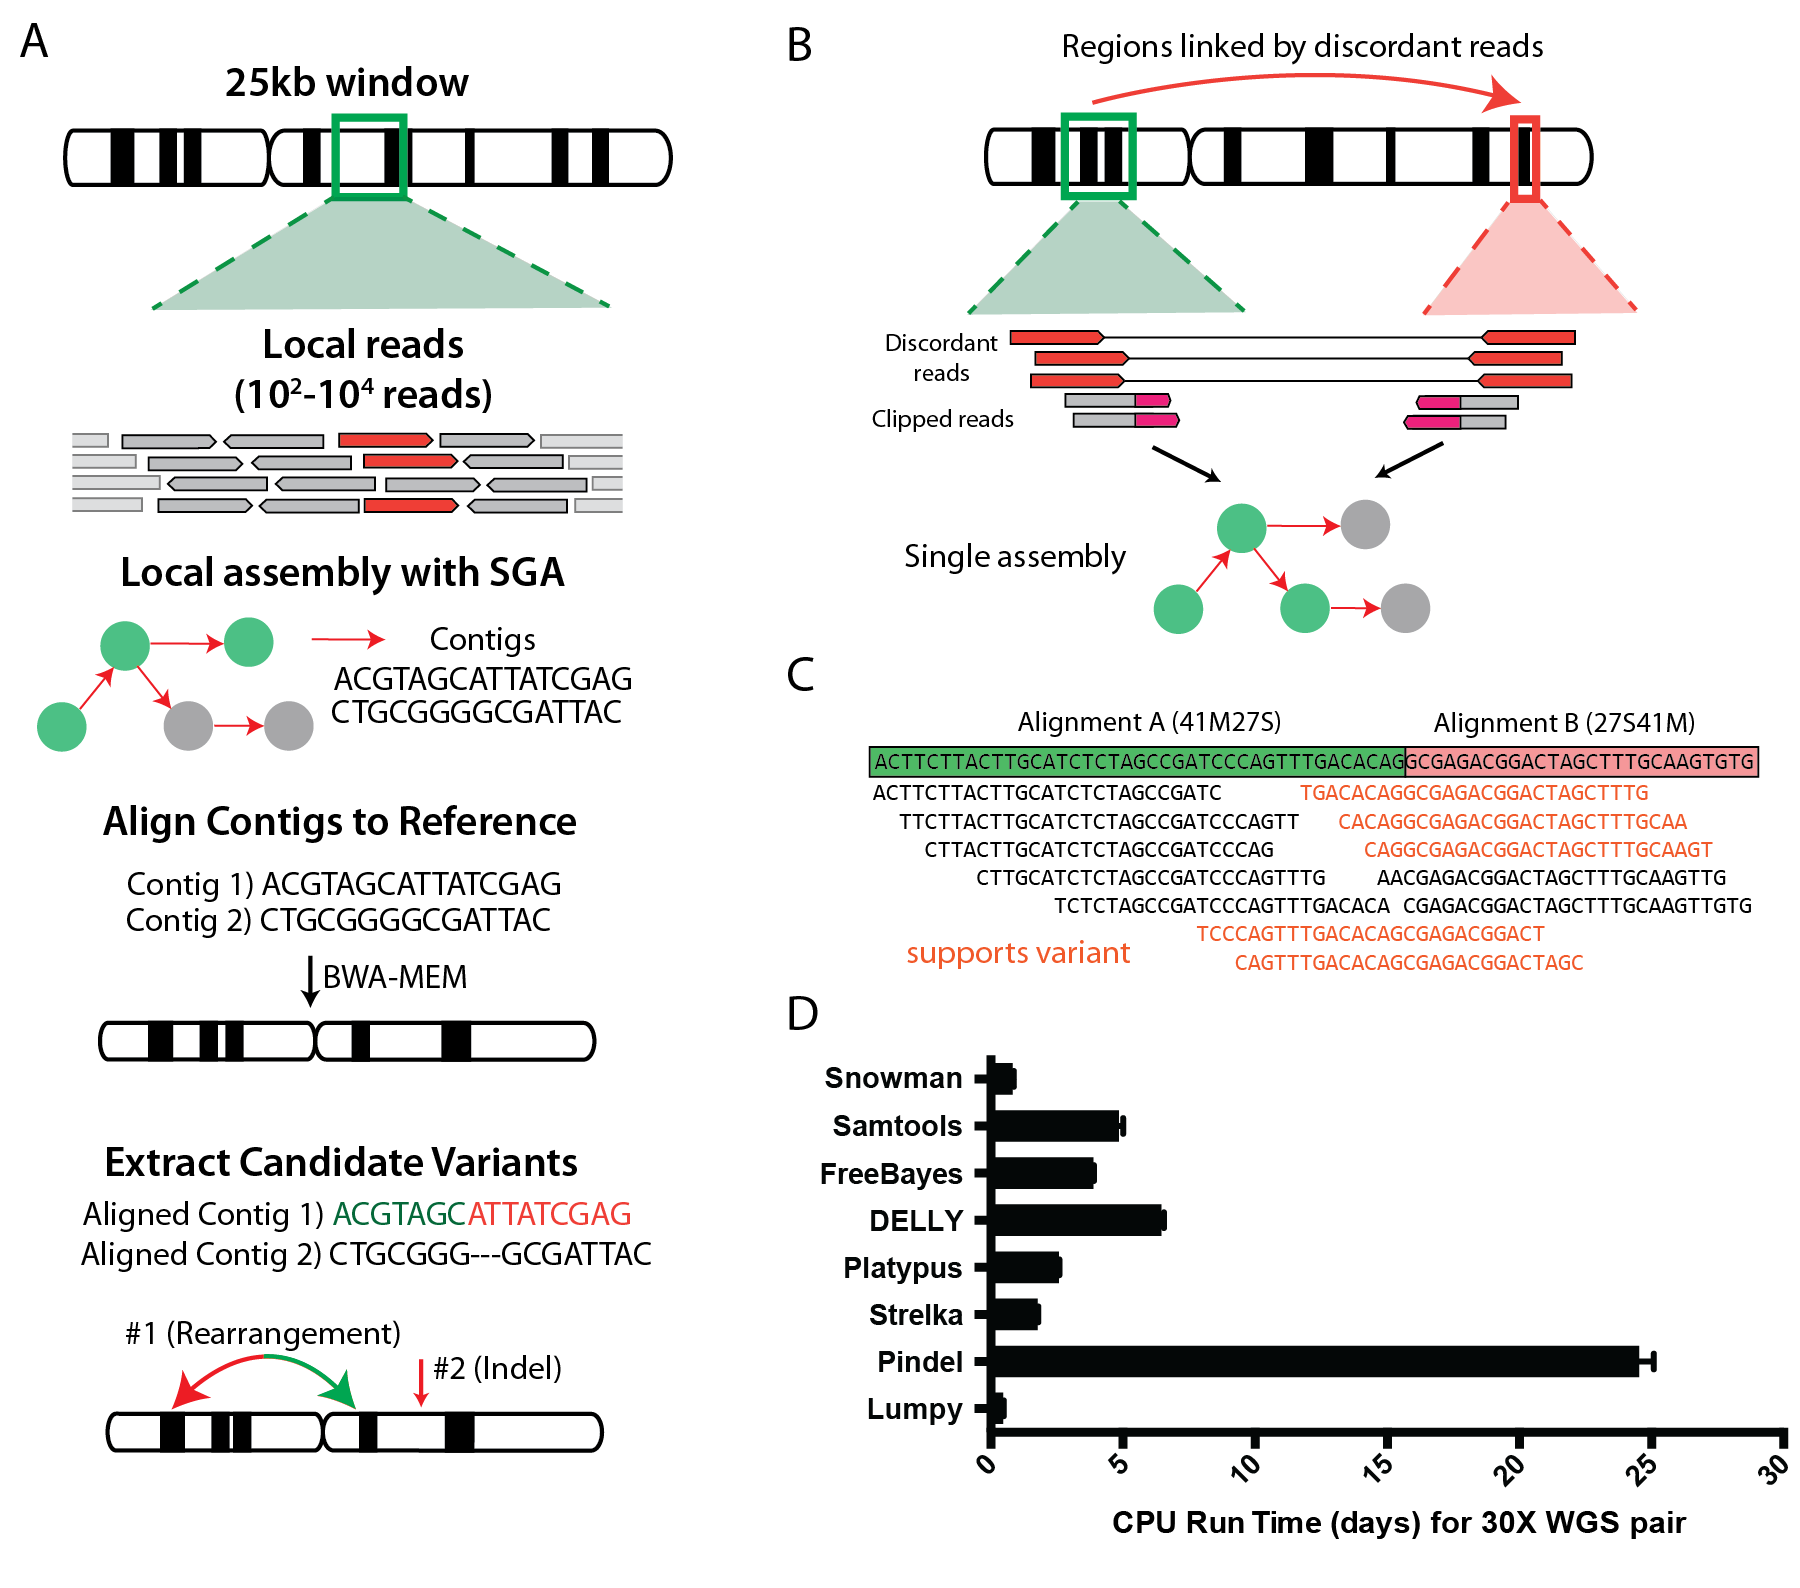 A
25kb window
Local reads
(10²-10⁴ reads)
Local assembly with SGA
Contigs
ACGTAGCATTATCGAG
CTGCGGGGCGATTAC
Align Contigs to Reference
Contig 1) ACGTAGCATTATCGAG
Contig 2) CTGCGGGGCGATTAC
BWA-MEM
Extract Candidate Variants
Aligned Contig 1) ACGTAGCATTATCGAG
Aligned Contig 2) CTGCGGG---GCGATTAC
#1 (Rearrangement)
#2 (Indel)
B
Regions linked by discordant reads
Discordant
reads
Clipped reads
Single assembly
C
Alignment A (41M27S) Alignment B (27S41M)
ACTTCTTACTTGCATCTCTAGCCGATCCCAGTTTGACACAGGCGAGACGGACTAGCTTTGCAAGTGTG
ACTTCTTACTTGCATCTCTAGCCGATC TGACACAGGCGAGACGGACTAGCTTTG
TTCTTACTTGCATCTCTAGCCGATCCCAGTT CACAGGCGAGACGGACTAGCTTTGCAA
CTTACTTGCATCTCTAGCCGATCCCAG CAGGCGAGACGGACTAGCTTTGCAAGT
CTTGCATCTCTAGCCGATCCCAGTTTG AACGAGACGGACTAGCTTTGCAAGTTG
TCTCTAGCCGATCCCAGTTTGACACA CGAGACGGACTAGCTTTGCAAGTTGTG
TCCCAGTTTGACACAGCGAGACGGACT
supports variant
CAGTTTGACACAGCGAGACGGACTAGC
D
Snowman
Samtools
FreeBayes
DELLY
Platypus
Strelka
Pindel
Lumpy
0 5 10 15 20 25 30
CPU Run Time (days) for 30X WGS pair